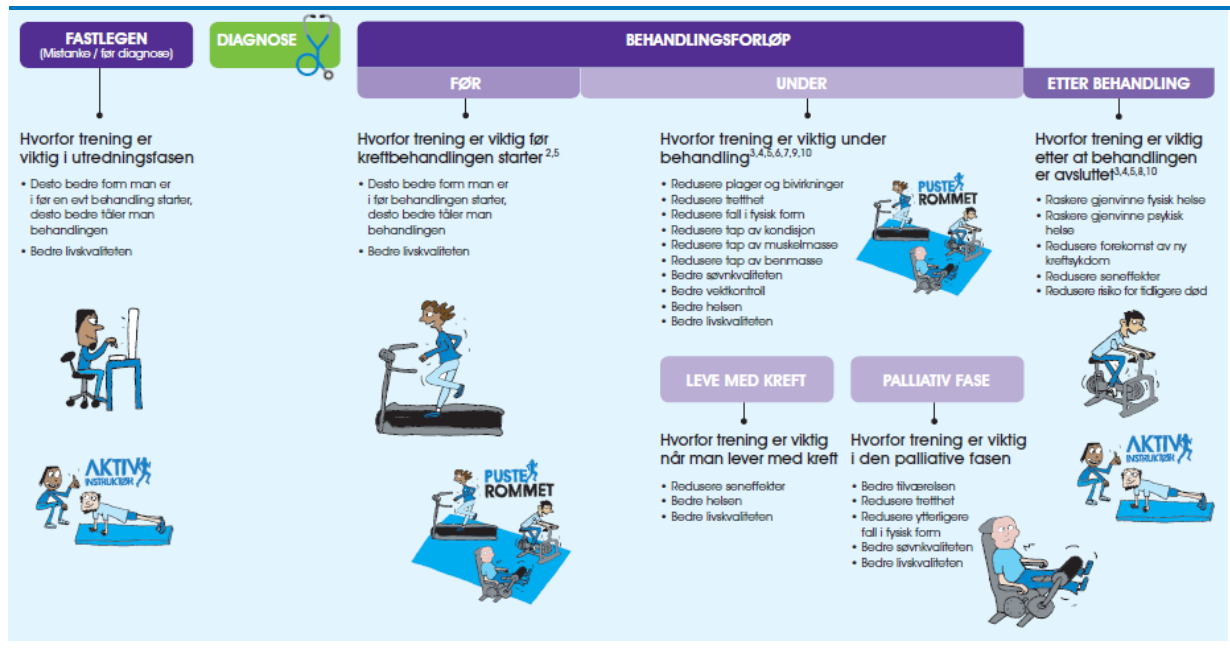 FASTLEGEN
(Mistanke / før diagnose)
DIAGNOSE
BEHANDLINGSFORLØP
FØR
UNDER
ETTER BEHANDLING
Hvorfor trening er
viktig i utredningsfasen
• Desto bedre form man er
i før en evt behandling starter,
desto bedre tåler man
behandlingen
• Bedre livskvaliteten
AKTIV
INSTRUKTØR
Hvorfor trening er viktig før
kreftbehandlingen starter 2,5
• Desto bedre form man er
i før behandlingen starter,
desto bedre tåler man
behandlingen
• Bedre livskvaliteten
PUSTE
ROMMET
Hvorfor trening er viktig under
behandling3,4,5,6,7,9,10
• Redusere plager og bivirkninger
• Redusere tretthet
• Redusere fall i fysisk form
• Redusere tap av kondisjon
• Redusere tap av muskelmasse
• Redusere tap av benmasse
• Bedre søvnkvaliteten
• Bedre vektkontroll
• Bedre helsen
• Bedre livskvaliteten
PUSTE
ROMMET
LEVE MED KREFT
Hvorfor trening er viktig
når man lever med kreft
• Redusere seneffekter
• Bedre helsen
• Bedre livskvaliteten
PALLIATIV FASE
Hvorfor trening er viktig
i den palliative fasen
• Bedre tilværelsen
• Redusere tretthet
• Redusere ytterligere
fall i fysisk form
• Bedre søvnkvaliteten
• Bedre livskvaliteten
Hvorfor trening er viktig
etter at behandlingen
er avsluttet3,4,5,8,10
• Raskere gjenvinne fysisk helse
• Raskere gjenvinne psykisk
helse
• Redusere forekomst av ny
kreftsykdom
• Redusere seneffekter
• Redusere risiko for tidligere død
AKTIV
INSTRUKTØR